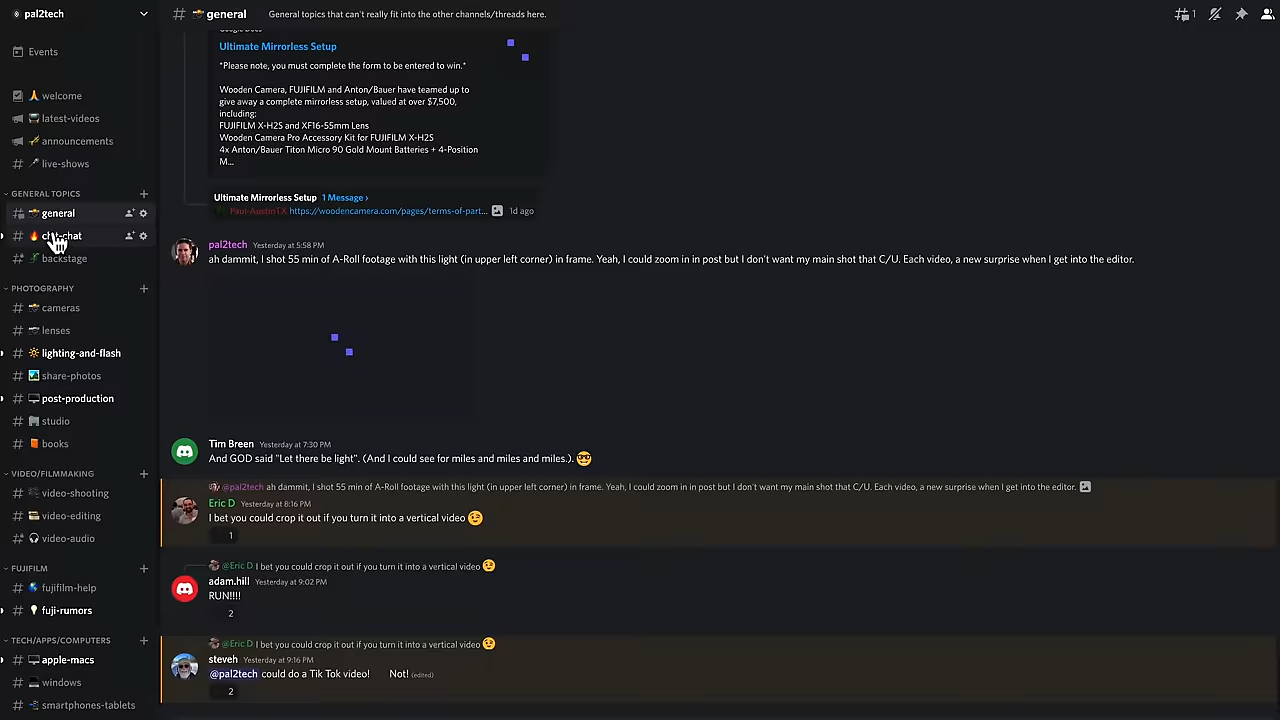 pal2tech
Events
welcome
latest-videos
announcements
live-shows
GENERAL TOPICS
general
chit-chat
backstage
PHOTOGRAPHY
cameras
lenses
lighting-and-flash
share-photos
post-production
studio
books
VIDEO/FILMMAKING
video-shooting
video-editing
video-audio
FUJIFILM
fujifilm-help
fuji-rumors
TECH/APPS/COMPUTERS
apple-macs
windows
smartphones-tablets
general General topics that can't really fit into the other channels/threads here. 1
Google Docs
Ultimate Mirrorless Setup
*Please note, you must complete the form to be entered to win.*
Wooden Camera, FUJIFILM and Anton/Bauer have teamed up
to give away a complete mirrorless setup, valued at over $7,500,
including:
FUJIFILM X-H2S and XF16-55mm Lens
Wooden Camera Pro Accessory Kit for FUJIFILM X-H2S
4x Anton/Bauer Titon Micro 90 Gold Mount Batteries + 4-Position
M...
Ultimate Mirrorless Setup 1 Message ›
Paul-AustinTX https://woodencamera.com/pages/terms-of-part... 1d ago
pal2tech Yesterday at 5:58 PM
ah dammit, I shot 55 min of A-Roll footage with this light (in upper left corner) in frame. Yeah, I could zoom in in post but I don't want my main shot that C/U. Each video, a new surprise when I get into the editor.
Tim Breen Yesterday at 7:30 PM
And GOD said "Let there be light". (And I could see for miles and miles and miles.). 🤓
@pal2tech ah dammit, I shot 55 min of A-Roll footage with this light (in upper left corner) in frame. Yeah, I could zoom in in post but I don't want my main shot that C/U. Each video, a new surprise when I get into the editor.
Eric D Yesterday at 8:16 PM
I bet you could crop it out if you turn it into a vertical video 😉
1
@Eric D I bet you could crop it out if you turn it into a vertical video 😉
adam.hill Yesterday at 9:02 PM
RUN!!!!
2
@Eric D I bet you could crop it out if you turn it into a vertical video 😉
steveh Yesterday at 9:16 PM
@pal2tech could do a Tik Tok video! Not! (edited)
2